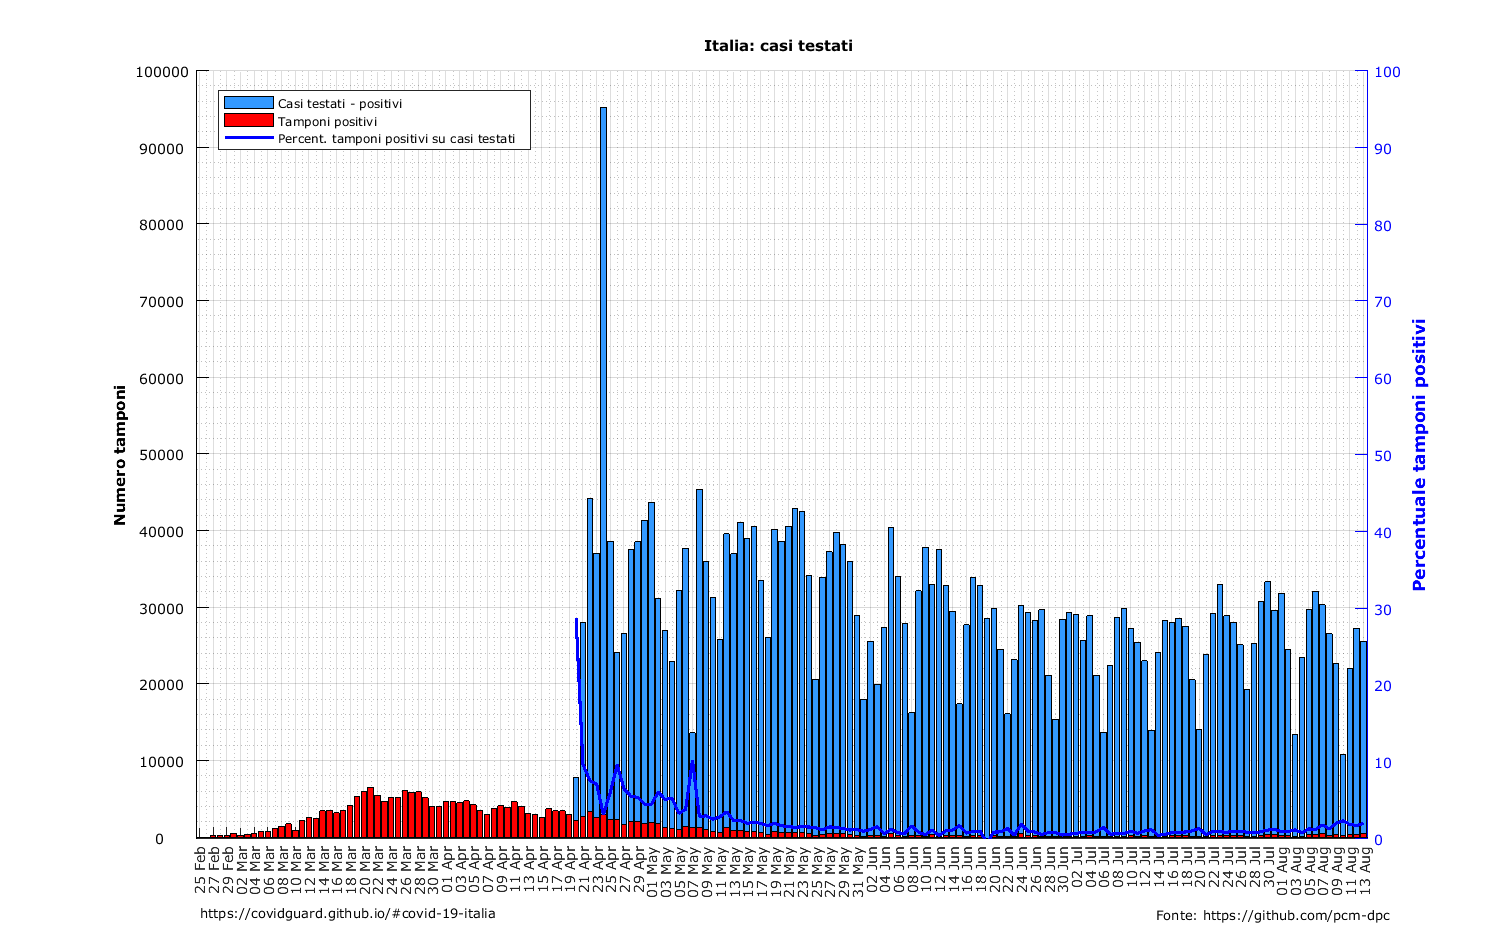 Italia: casi testati
Casi testati - positivi
Tamponi positivi
Percent. tamponi positivi su casi testati
Numero tamponi
100000
90000
80000
70000
60000
50000
40000
30000
20000
10000
0
Percentuale tamponi positivi
100
90
80
70
60
50
40
30
20
10
0
25 Feb
27 Feb
29 Feb
02 Mar
04 Mar
06 Mar
08 Mar
10 Mar
12 Mar
14 Mar
16 Mar
18 Mar
20 Mar
22 Mar
24 Mar
26 Mar
28 Mar
30 Mar
01 Apr
03 Apr
05 Apr
07 Apr
09 Apr
11 Apr
13 Apr
15 Apr
17 Apr
19 Apr
21 Apr
23 Apr
25 Apr
27 Apr
29 Apr
01 May
03 May
05 May
07 May
09 May
11 May
13 May
15 May
17 May
19 May
21 May
23 May
25 May
27 May
29 May
31 May
02 Jun
04 Jun
06 Jun
08 Jun
10 Jun
12 Jun
14 Jun
16 Jun
18 Jun
20 Jun
22 Jun
24 Jun
26 Jun
28 Jun
30 Jun
02 Jul
04 Jul
06 Jul
08 Jul
10 Jul
12 Jul
14 Jul
16 Jul
18 Jul
20 Jul
22 Jul
24 Jul
26 Jul
28 Jul
30 Jul
01 Aug
03 Aug
05 Aug
07 Aug
09 Aug
11 Aug
13 Aug
https://covidguard.github.io/#covid-19-italia
Fonte: https://github.com/pcm-dpc